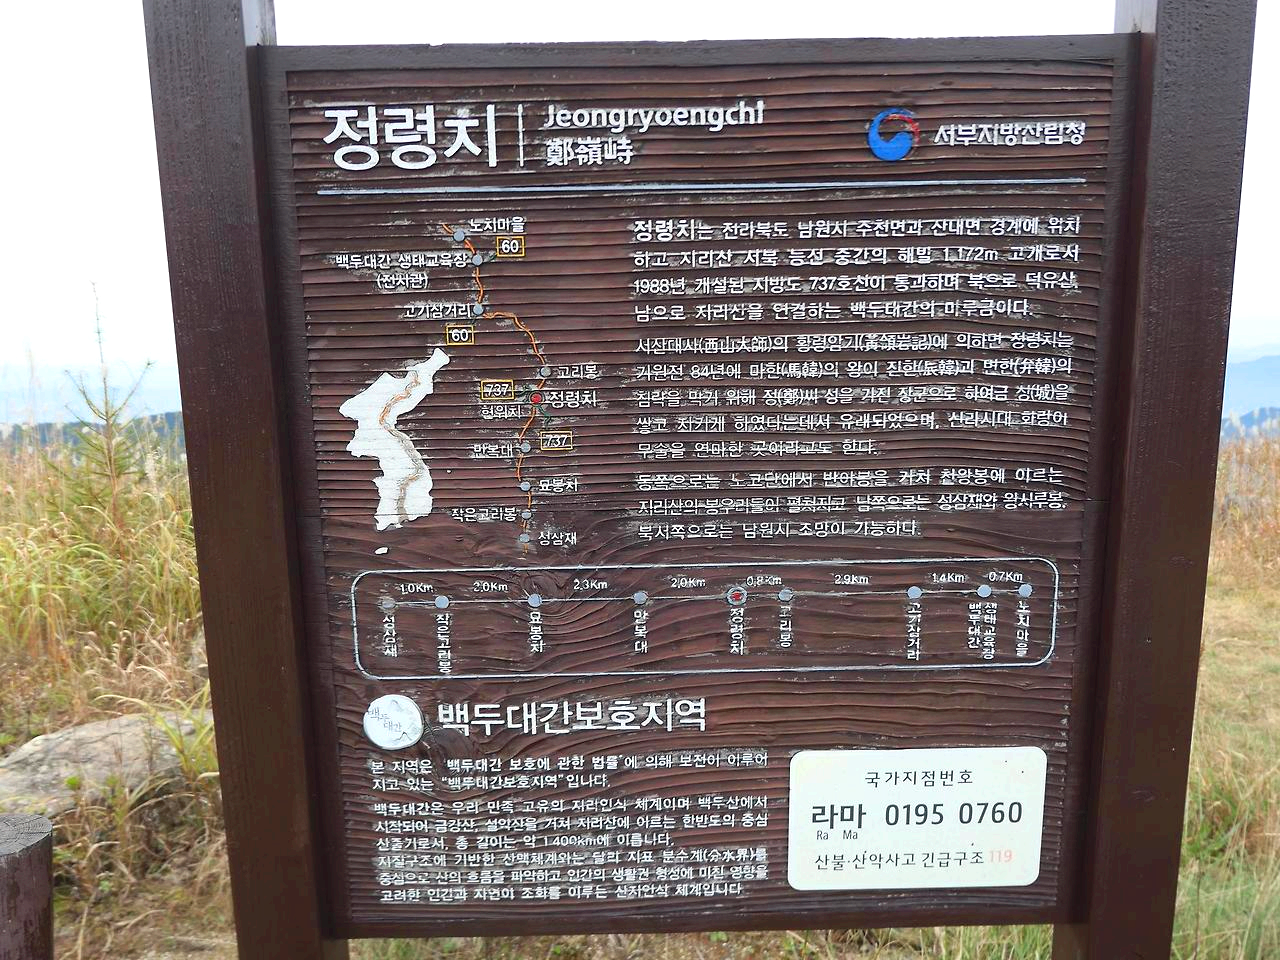 정령치
Jeongryoengchi
鄭嶺峙
서부지방산림청
노치마을
60
백두대간 생태교육장
(전시관)
고기삼거리
60
고리봉
737
정령치
현위치
737
만복대
묘봉치
작은고리봉
성삼재
정령치는 전라북도 남원시 주천면과 산내면 경계에 위치
하고 지리산 서북 능선 중간의 해발 1,172m 고개로서
1988년 개설된 지방도 737호선이 통과하며 북으로 덕유산,
남으로 지리산을 연결하는 백두대간의 마루금이다.
서산대사(西山大師)의 황령암기(黃領岩記)에 의하면 정령치는
기원전 84년에 마한(馬韓)의 왕이 진한(辰韓)과 변한(弁韓)의
침략을 막기 위해 정(鄭)씨 성을 가진 장군으로 하여금 성(城)을
쌓고 지키게 하였다는데서 유래되었으며, 신라시대 화랑이
무술을 연마한 곳이라고도 한다.
동쪽으로는 노고단에서 반야봉을 거쳐 천왕봉에 이르는
지리산의 봉우리들이 펼쳐지고 남쪽으로는 성삼재와 왕시루봉,
북서쪽으로는 남원시 조망이 가능하다.
1.0Km 2.0Km 2.3Km 2.0Km 0.8Km 2.9Km 1.4Km 0.7Km
성삼재 작은고리봉 묘봉치 만복대 정령치 고리봉 고기삼거리 백두대간 생태교육장 노치마을
백두대간
백두대간보호지역
본 지역은 "백두대간 보호에 관한 법률"에 의해 보전이 이루어
지고 있는 "백두대간보호지역"입니다.
백두대간은 우리 민족 고유의 지리인식 체계이며 백두산에서
시작되어 금강산, 설악산을 거쳐 지리산에 이르는 한반도의 중심
산줄기로서, 총 길이는 약 1,400km에 이릅니다.
지질구조에 기반한 산맥체계와는 달리 지표 분수계(分水界)를
중심으로 산의 흐름을 파악하고 인간의 생활권 형성에 미친 영향을
고려한 인간과 자연이 조화를 이루는 산지인식 체계입니다.
국가지점번호
라마 0195 0760
Ra Ma
산불·산악사고 긴급구조 119